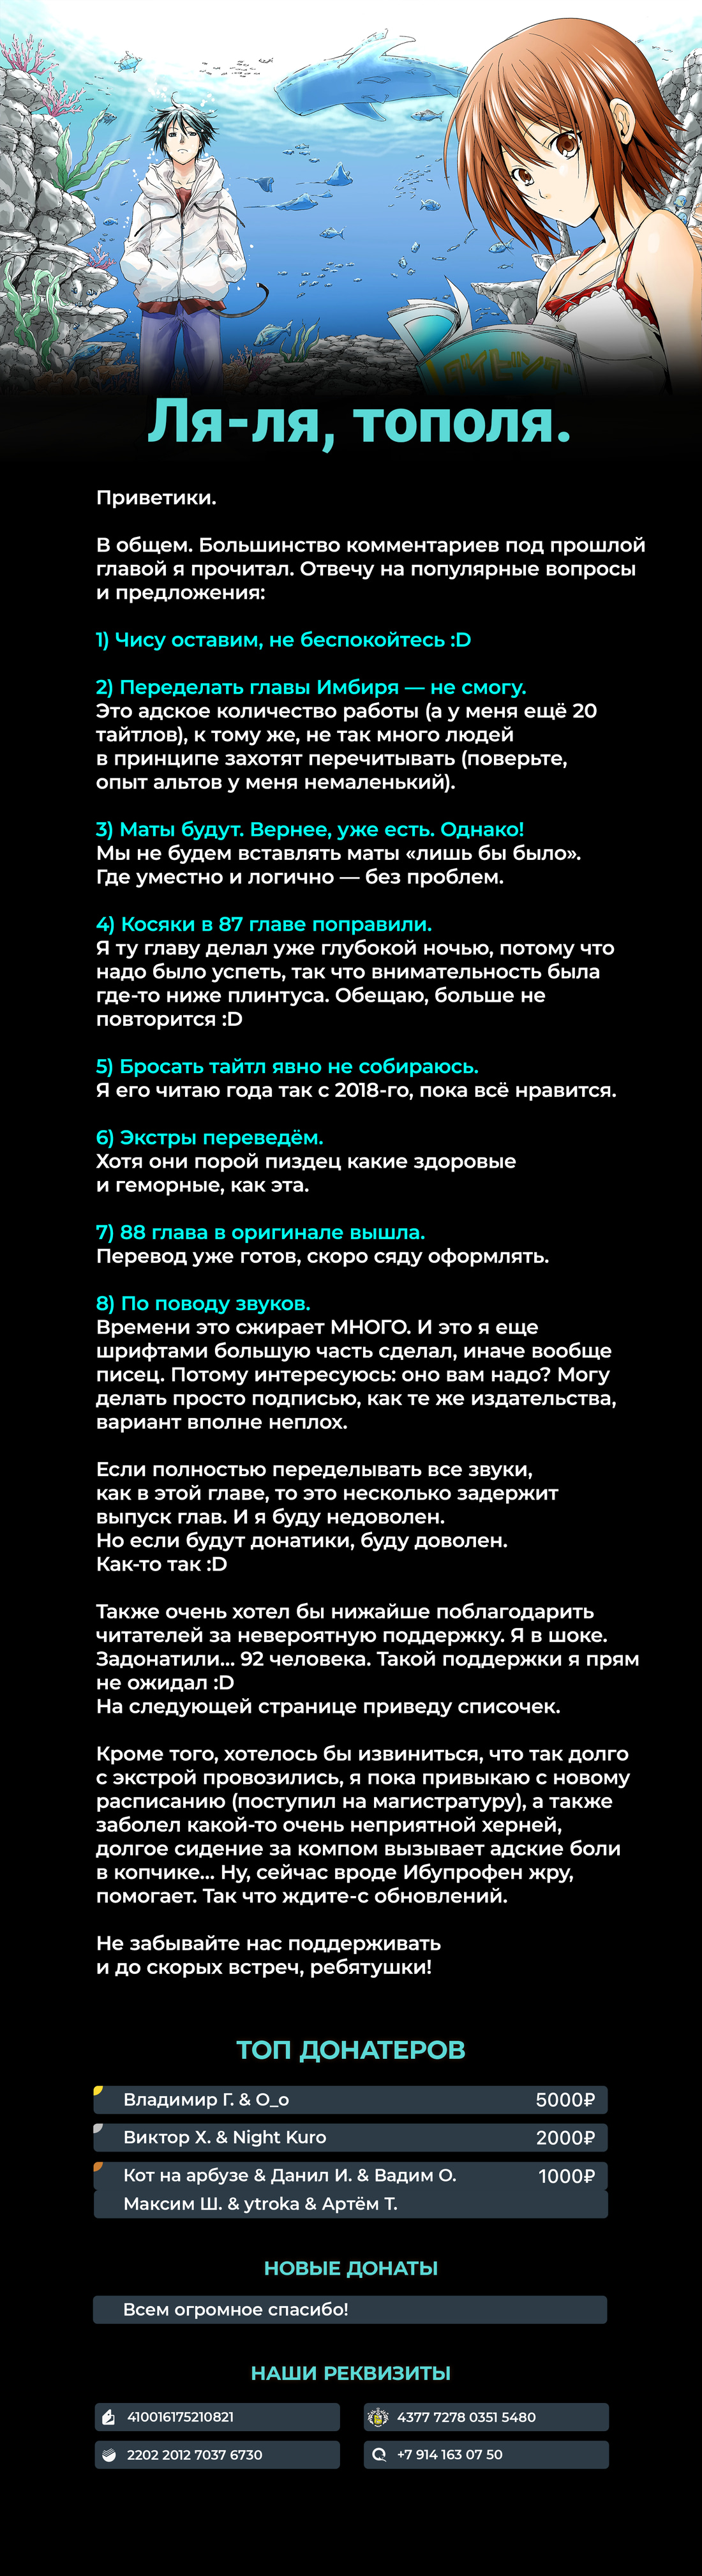 ダイビング
Ля-ля, тополя.
Приветики.
В общем. Большинство комментариев под прошлой
главой я прочитал. Отвечу на популярные вопросы
и предложения:
1) Чису оставим, не беспокойтесь :D
2) Переделать главы Имбиря — не смогу.
Это адское количество работы (а у меня ещё 20
тайтлов), к тому же, не так много людей
в принципе захотят перечитывать (поверьте,
опыт альтов у меня немаленький).
3) Маты будут. Вернее, уже есть. Однако!
Мы не будем вставлять маты «лишь бы было».
Где уместно и логично — без проблем.
4) Косяки в 87 главе поправили.
Я ту главу делал уже глубокой ночью, потому что
надо было успеть, так что внимательность была
где-то ниже плинтуса. Обещаю, больше не
повторится :D
5) Бросать тайтл явно не собираюсь.
Я его читаю года так с 2018-го, пока всё нравится.
6) Экстры переведём.
Хотя они порой пиздец какие здоровые
и геморные, как эта.
7) 88 глава в оригинале вышла.
Перевод уже готов, скоро сяду оформлять.
8) По поводу звуков.
Времени это сжирает МНОГО. И это я еще
шрифтами большую часть сделал, иначе вообще
писец. Потому интересуюсь: оно вам надо? Могу
делать просто подписью, как те же издательства,
вариант вполне неплох.
Если полностью переделывать все звуки,
как в этой главе, то это несколько задержит
выпуск глав. И я буду недоволен.
Но если будут донатики, буду доволен.
Как-то так :D
Также очень хотел бы нижайше поблагодарить
читателей за невероятную поддержку. Я в шоке.
Задонатили... 92 человека. Такой поддержки я прям
не ожидал :D
На следующей странице приведу списочек.
Кроме того, хотелось бы извиниться, что так долго
с экстрой провозились, я пока привыкаю с новому
расписанию (поступил на магистратуру), а также
заболел какой-то очень неприятной херней,
долгое сидение за компом вызывает адские боли
в копчике... Ну, сейчас вроде Ибупрофен жру,
помогает. Так что ждите-с обновлений.
Не забывайте нас поддерживать
и до скорых встреч, ребятушки!
ТОП ДОНАТЕРОВ
Владимир Г. & O_o 5000₽
Виктор Х. & Night Kuro 2000₽
Кот на арбузе & Данил И. & Вадим О. 1000₽
Максим Ш. & ytroka & Артём Т.
НОВЫЕ ДОНАТЫ
Всем огромное спасибо!
НАШИ РЕКВИЗИТЫ
410016175210821 4377 7278 0351 5480
2202 2012 7037 6730 +7 914 163 07 50